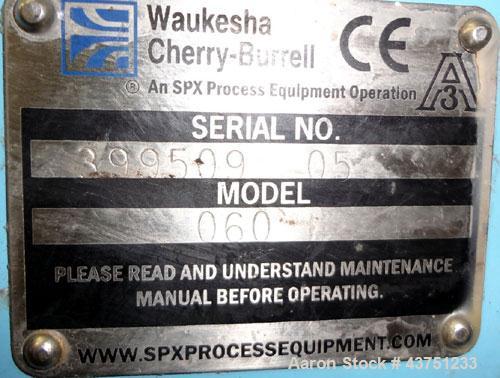 Waukesha
Cherry-Burrell
CE
® An SPX Process Equipment Operation
A
3
SERIAL NO.
399509 05
MODEL
060
PLEASE READ AND UNDERSTAND MAINTENANCE
MANUAL BEFORE OPERATING.
WWW.SPXPROCESSEQUIPMENT.COM
Aaron Stock # 43751233